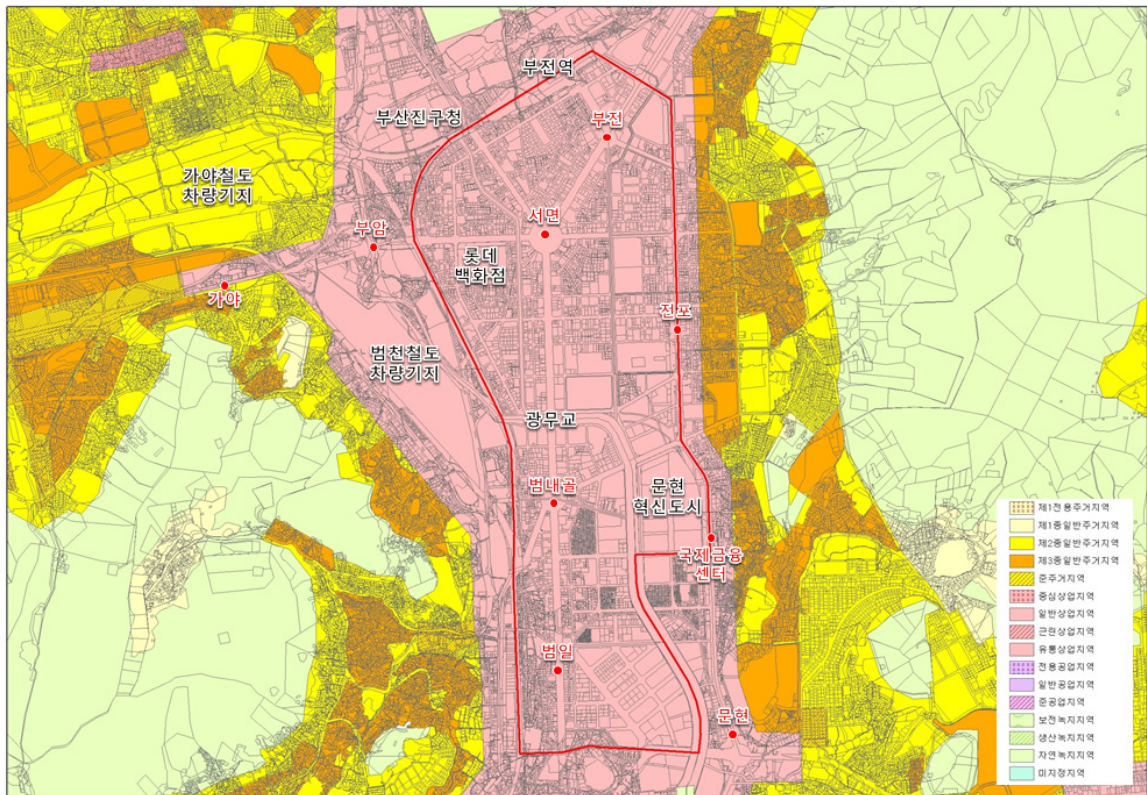 부전역
부산진구청
부전
가야철도
차량기지
서면
부암
롯데
백화점
가야
전포
범천철도
차량기지
광무교
범내골
문현
혁신도시
국제금융
센터
범일
문현
제1전용주거지역
제1종일반주거지역
제2종일반주거지역
제3종일반주거지역
준주거지역
중심상업지역
일반상업지역
근린상업지역
유통상업지역
전용공업지역
일반공업지역
준공업지역
보전녹지지역
생산녹지지역
자연녹지지역
미지정지역